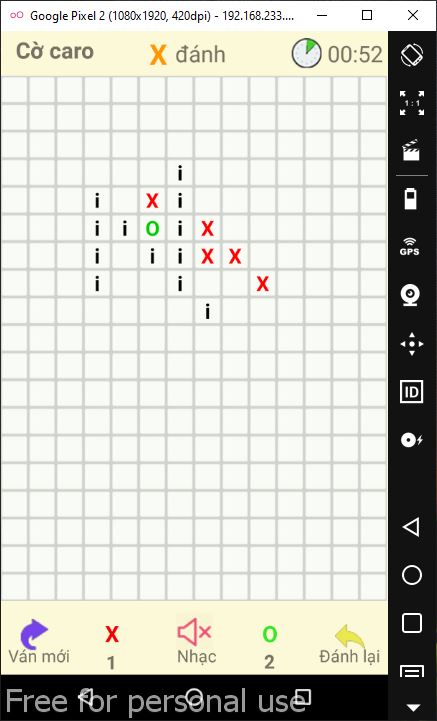 Google Pixel 2 (1080x1920, 420dpi) - 192.168.233....
Cờ caro X đánh 00:52
1:1
i
i X i
i i O i X
i i i X X
i i X
i
GPS
ID
X O
Ván mới 1 Nhạc 2 Đánh lại
Free for personal use